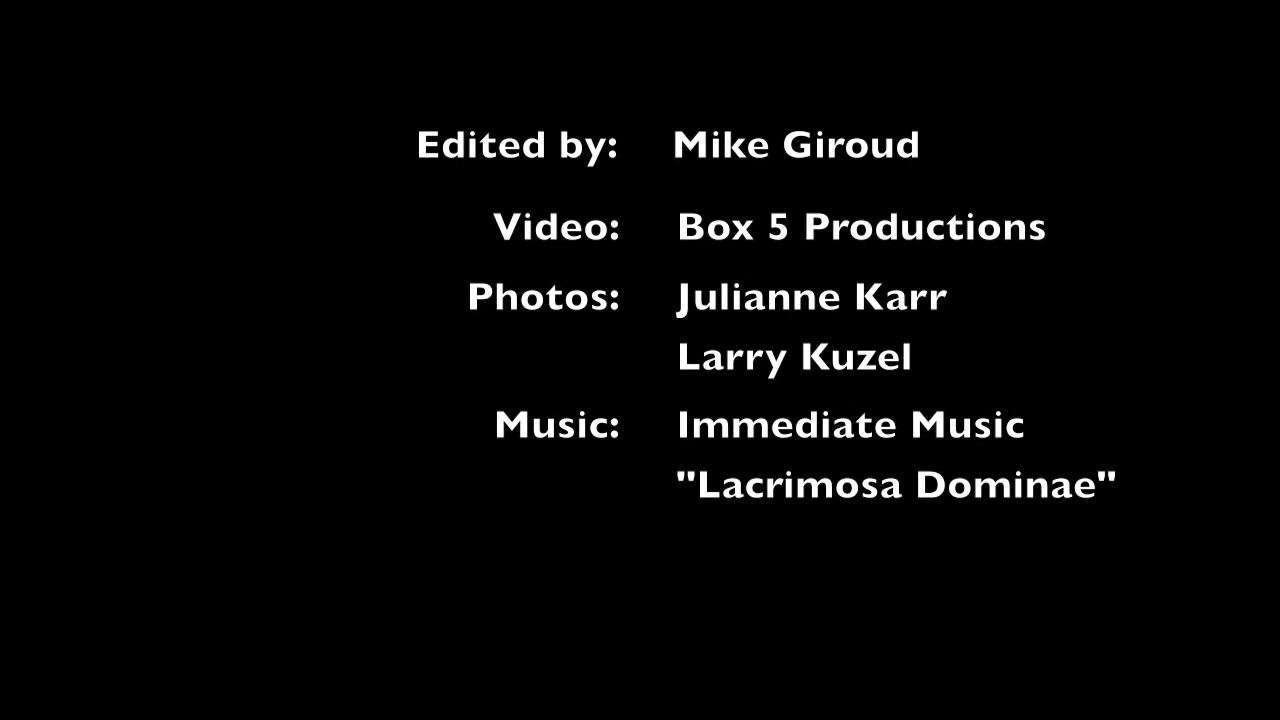 Edited by: Mike Giroud
Video: Box 5 Productions
Photos: Julianne Karr
Larry Kuzel
Music: Immediate Music
"Lacrimosa Dominae"